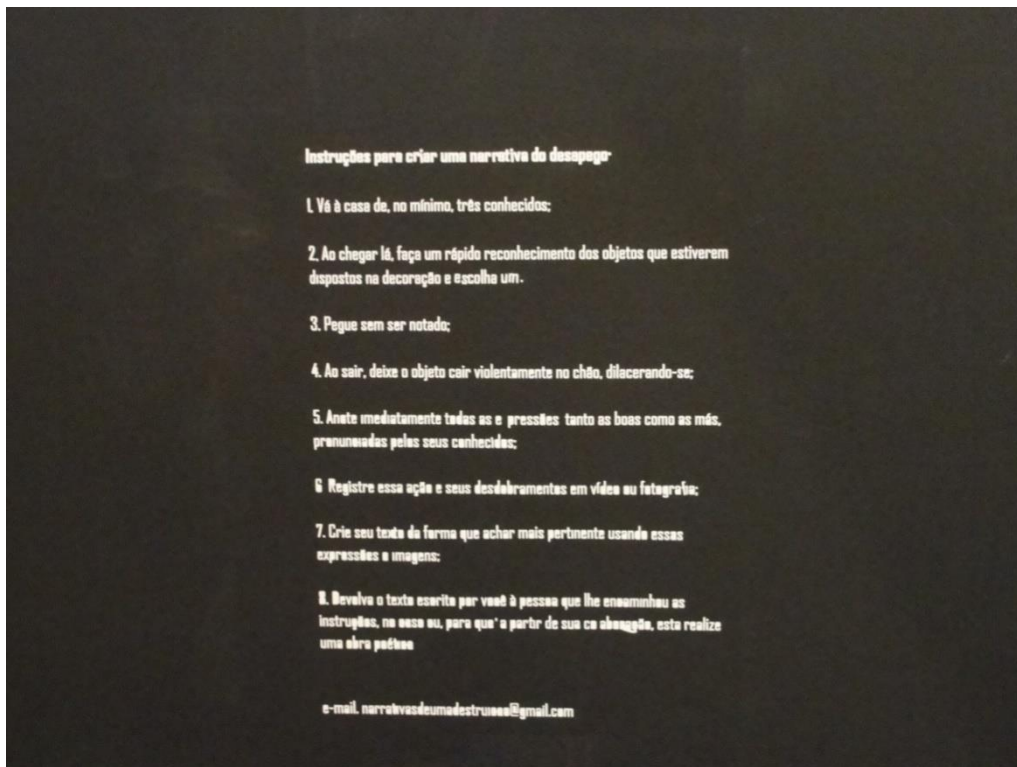 Instruções para criar uma narrativa do desapego-
1. Vá à casa de, no mínimo, três conhecidos;
2. Ao chegar lá, faça um rápido reconhecimento dos objetos que estiverem
dispostos na decoração e escolha um.
3. Pegue sem ser notado;
4. Ao sair, deixe o objeto cair violentamente no chão, dilacerando-se;
5. Anote imediatamente todas as e pressões tanto as boas como as más,
pronunciadas pelos seus conhecidos;
6 Registre essa ação e seus desdobramentos em vídeo ou fotografia;
7. Crie seu texto da forma que achar mais pertinente usando essas
expressões e imagens;
8. Devolva o texto escrito por você à pessoa que lhe encaminhou as
instruções, no caso eu, para que' a partir de sua co aboração, esta realize
uma obra poética
e-mail.